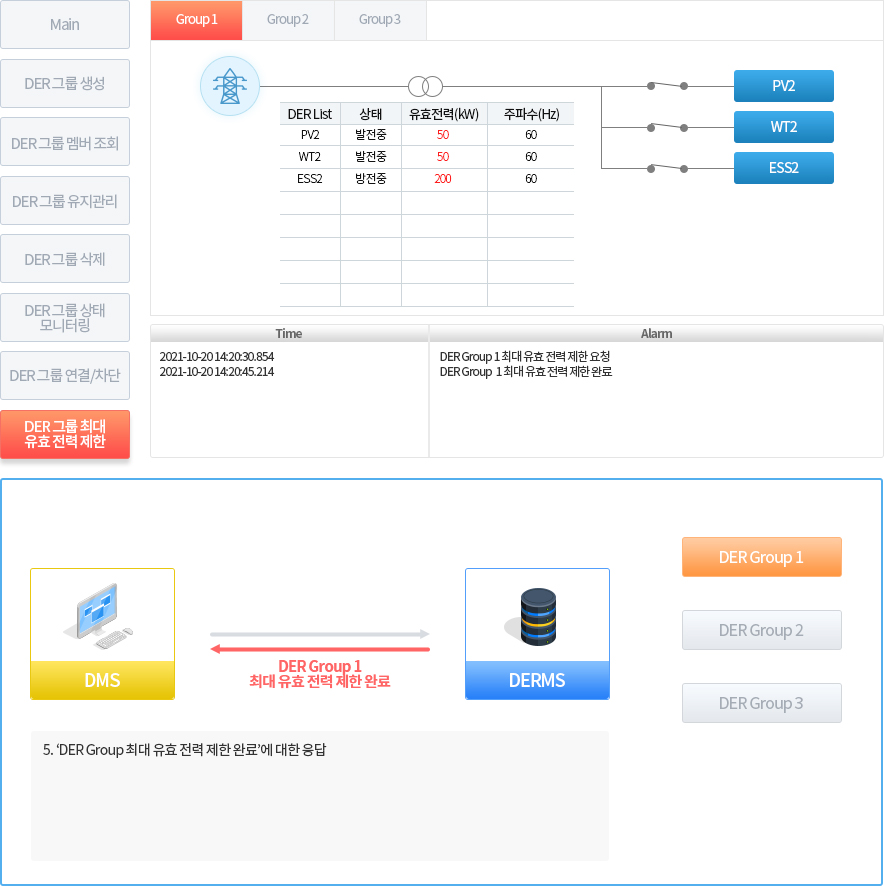 Main
DER 그룹 생성
DER 그룹 멤버 조회
DER 그룹 유지관리
DER 그룹 삭제
DER 그룹 상태
모니터링
DER 그룹 연결/차단
DER 그룹 최대
유효 전력 제한
Group 1 Group 2 Group 3
DER List 상태 유효전력(kW) 주파수(Hz)
PV2 발전중 50 60
WT2 발전중 50 60
ESS2 방전중 200 60
PV2
WT2
ESS2
Time Alarm
2021-10-20 14:20:30.854 DER Group 1 최대 유효 전력 제한 요청
2021-10-20 14:20:45.214 DER Group 1 최대 유효 전력 제한 완료
DMS
DER Group 1
최대 유효 전력 제한 완료
DERMS
DER Group 1
DER Group 2
DER Group 3
5. ‘DER Group 최대 유효 전력 제한 완료’에 대한 응답